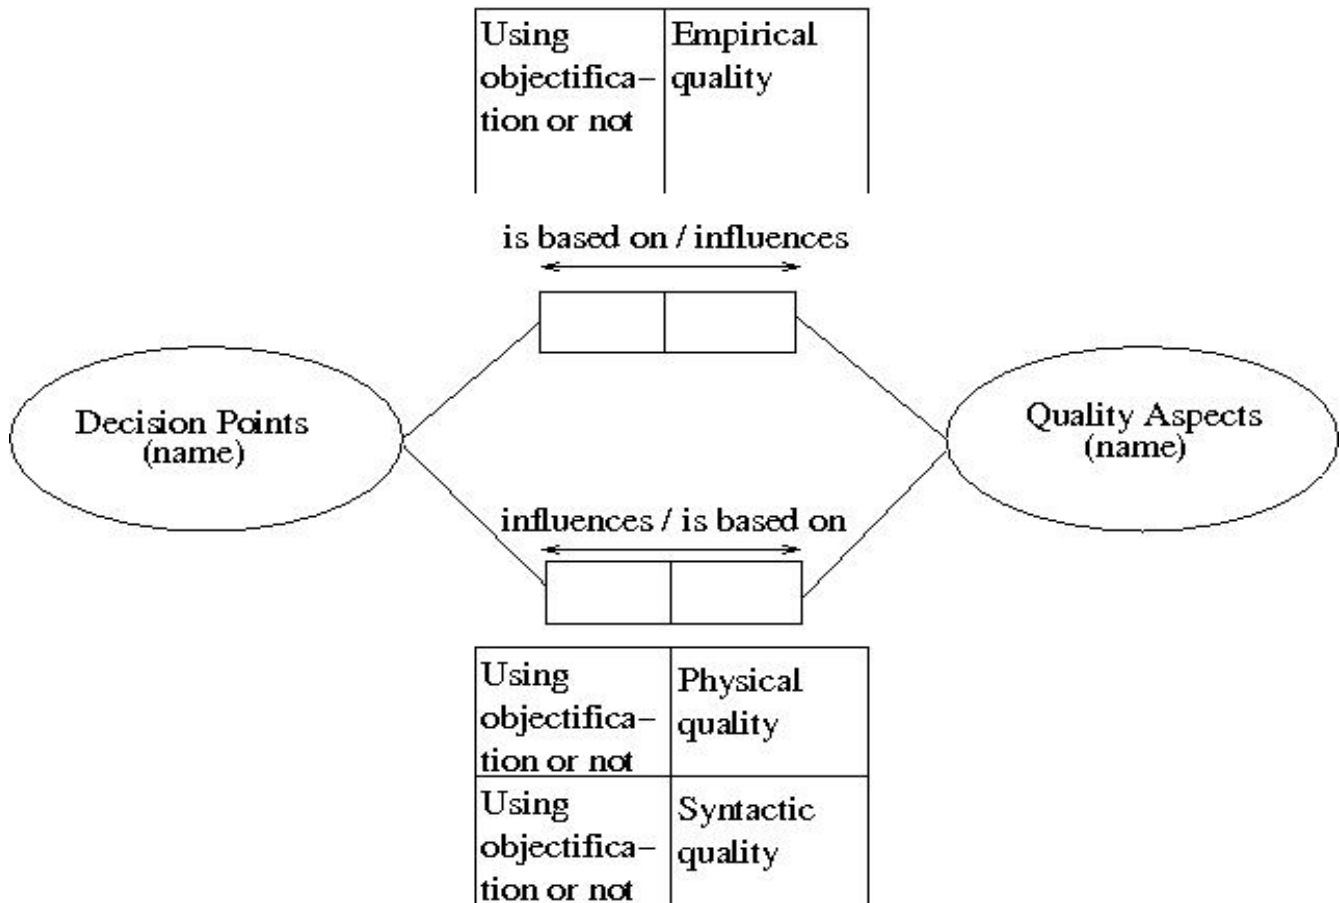 Using
objectifica–
tion or not
Empirical
quality
is based on / influences
Decision Points
(name)
Quality Aspects
(name)
influences / is based on
Using
objectifica–
tion or not
Physical
quality
Using
objectifica–
tion or not
Syntactic
quality